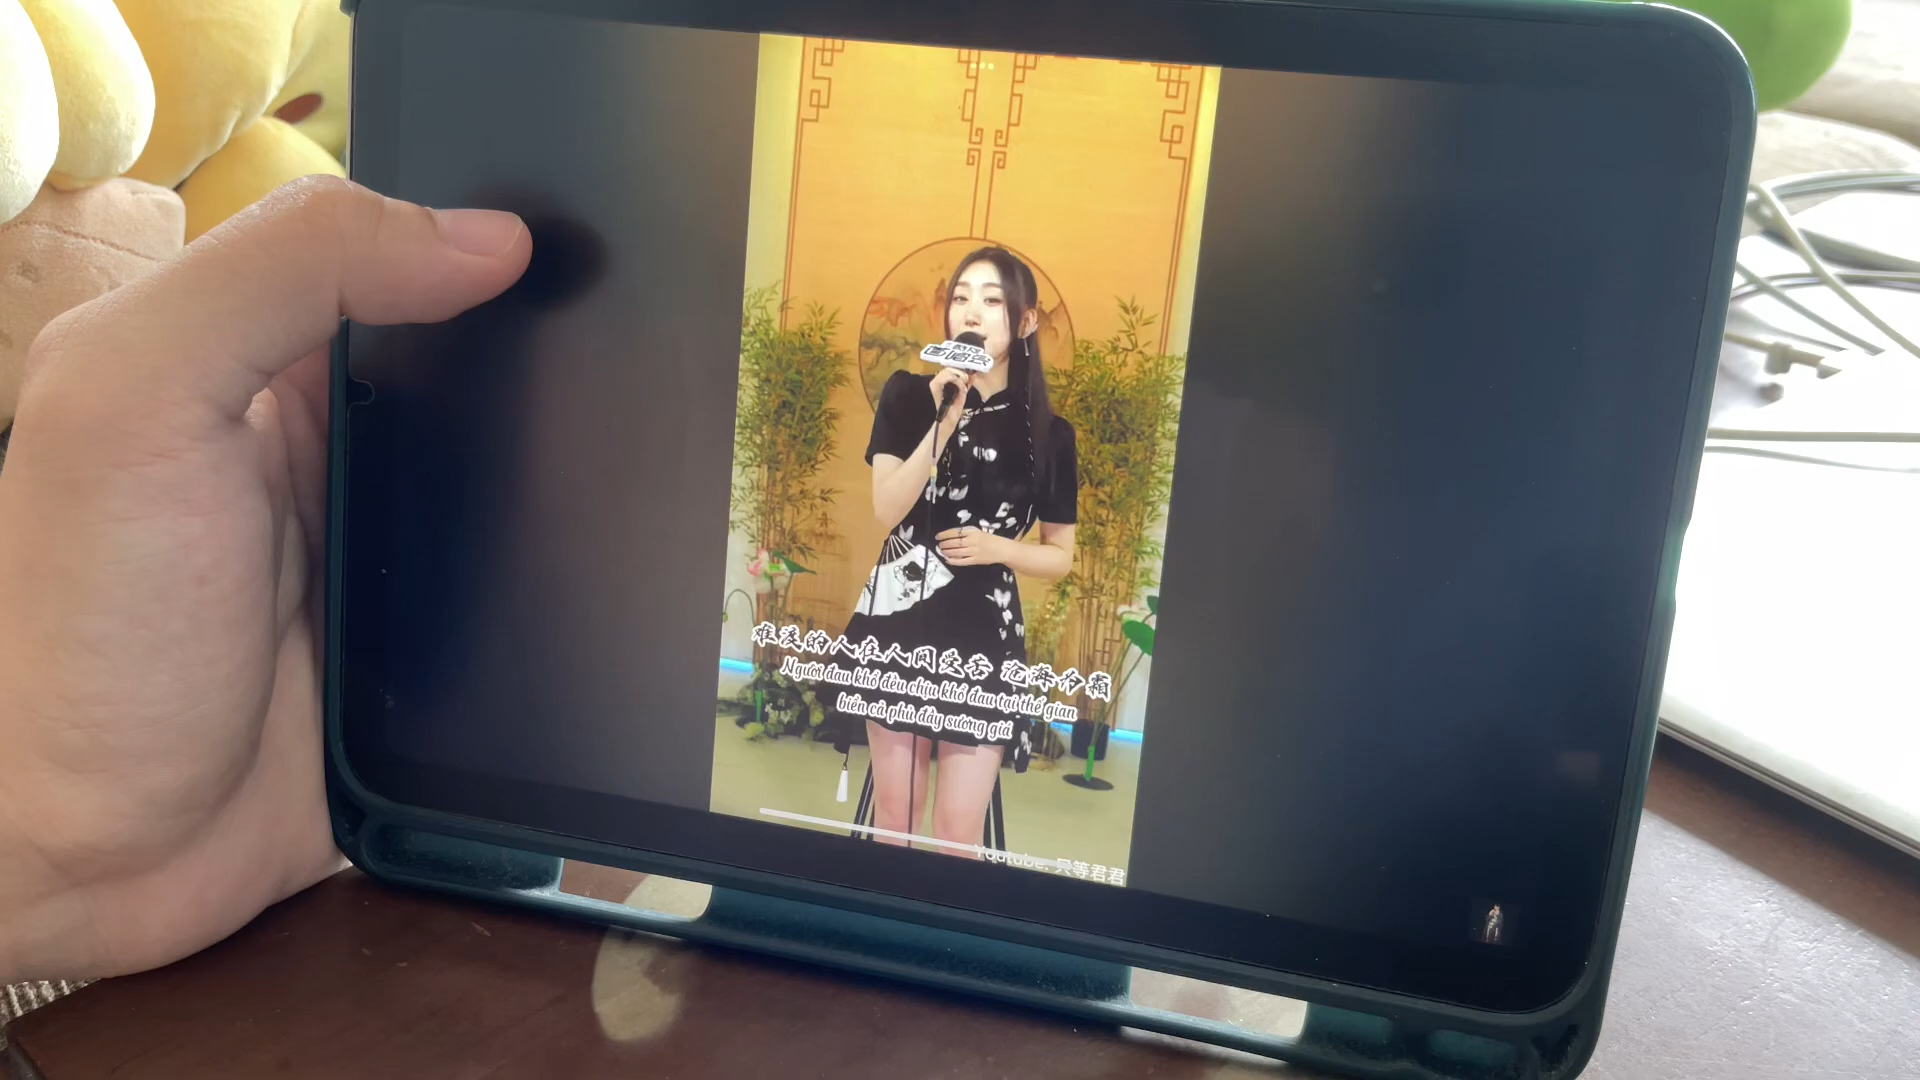 难渡的人在人间受苦 沧海为霜
Người đau khổ đều chịu khổ đau tại thế gian
biển cả phủ đầy sương giá
Youtube: 只等君君